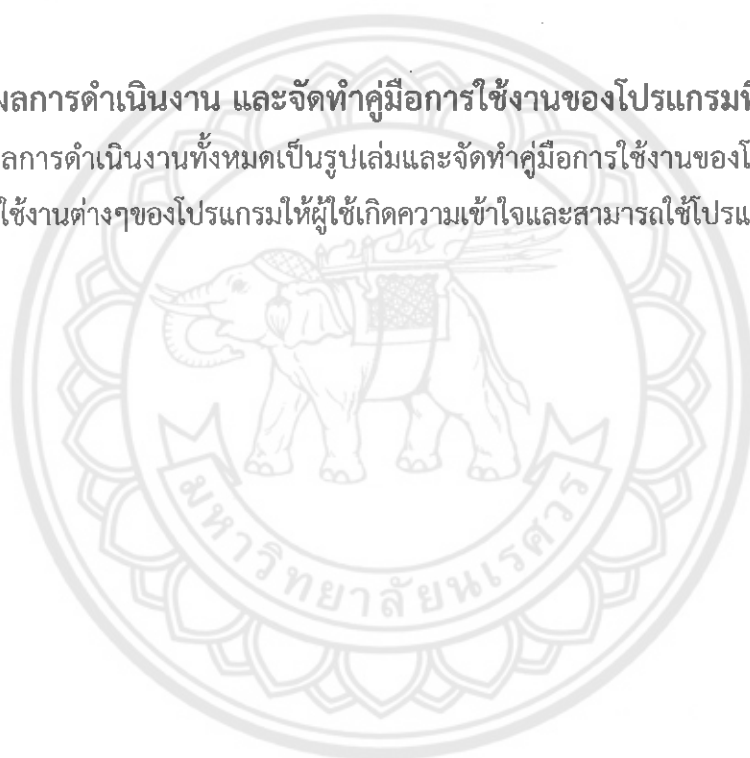 ผลการดำเนินงาน และจัดทำคู่มือการใช้งานของโปรแกรมที
ลการดำเนินงานทั้งหมดเป็นรูปเล่มและจัดทำคู่มือการใช้งานของโ
ใช้งานต่างๆของโปรแกรมให้ผู้ใช้เกิดความเข้าใจและสามารถใช้โปรแ
มหาวิทยาลัยนเรศวร